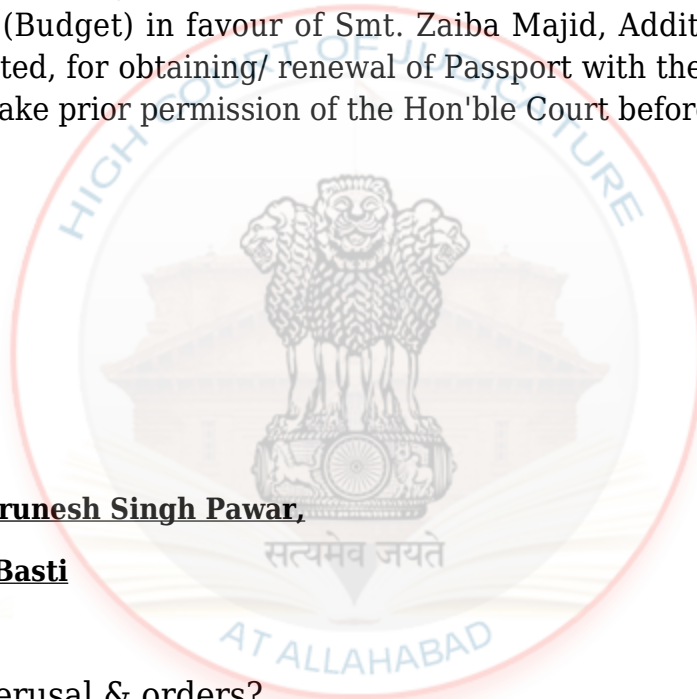 (Budget) in favour of Smt. Zaiba Majid, Addit
ted, for obtaining/ renewal of Passport with the
ake prior permission of the Hon'ble Court before
HIGH COURT OF JUDICATURE
runesh Singh Pawar,
सत्यमेव जयते
Basti
AT ALLAHABAD
erusal & orders?